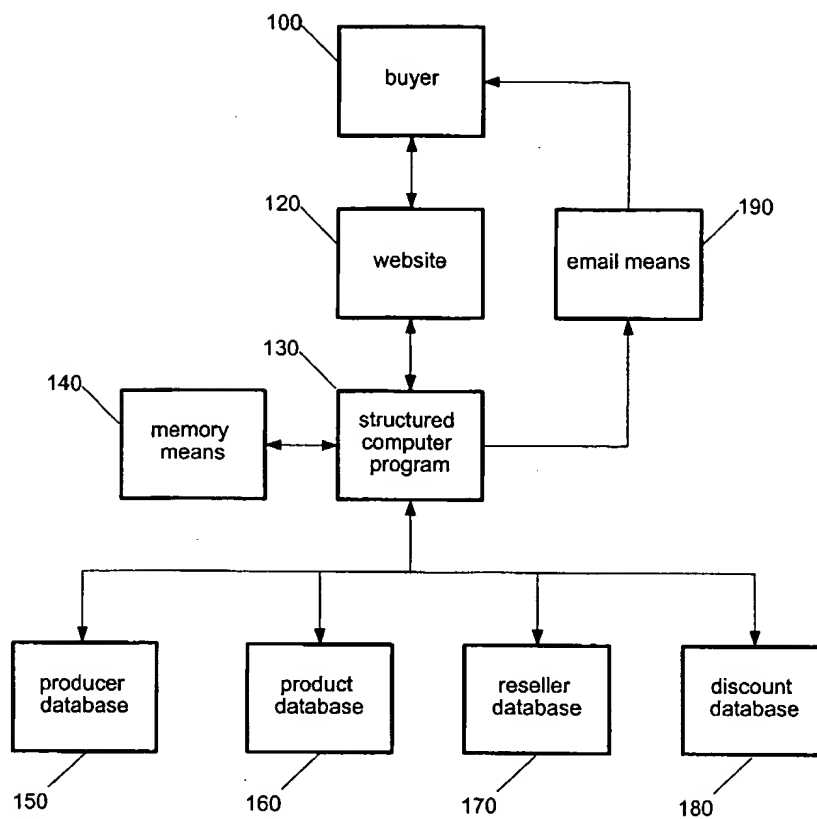 100
buyer
120
website
190
email means
130
structured
computer
program
140
memory
means
producer
database
product
database
reseller
database
discount
database
150
160
170
180